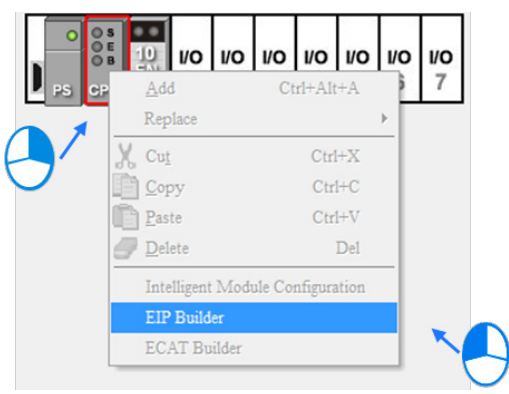 S
E
B
10
I/O I/O I/O I/O I/O I/O I/O
PS CP 7
Add Ctrl+Alt+A
Replace
Cut Ctrl+X
Copy Ctrl+C
Paste Ctrl+V
Delete Del
Intelligent Module Configuration
EIP Builder
ECAT Builder